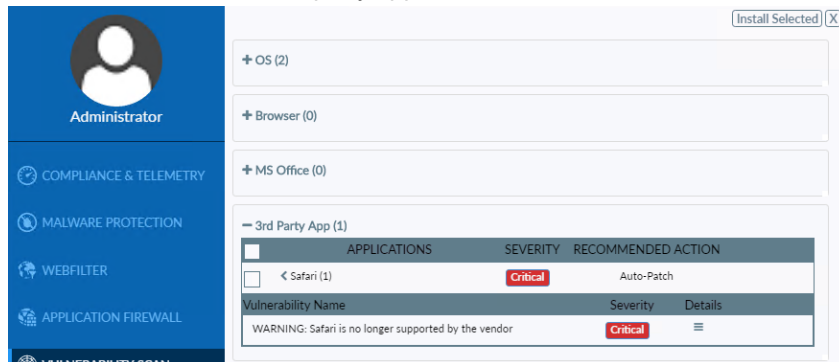 Install Selected X
Administrator
COMPLIANCE & TELEMETRY
MALWARE PROTECTION
WEBFILTER
APPLICATION FIREWALL
+ OS (2)
+ Browser (0)
+ MS Office (0)
− 3rd Party App (1)
APPLICATIONS SEVERITY RECOMMENDED ACTION
Safari (1) Critical Auto-Patch
Vulnerability Name Severity Details
WARNING: Safari is no longer supported by the vendor Critical